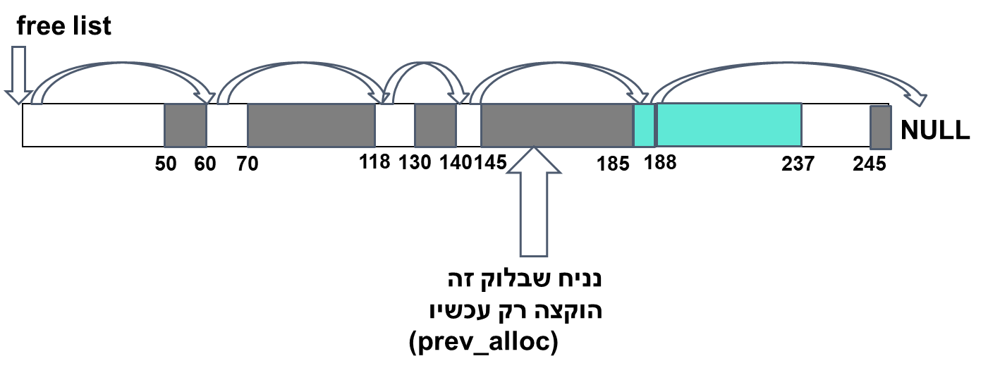 free list
NULL
50 60 70 118 130 140 145 185 188 237 245
נניח שבלוק זה
הוקצה רק עכשיו
(prev_alloc)